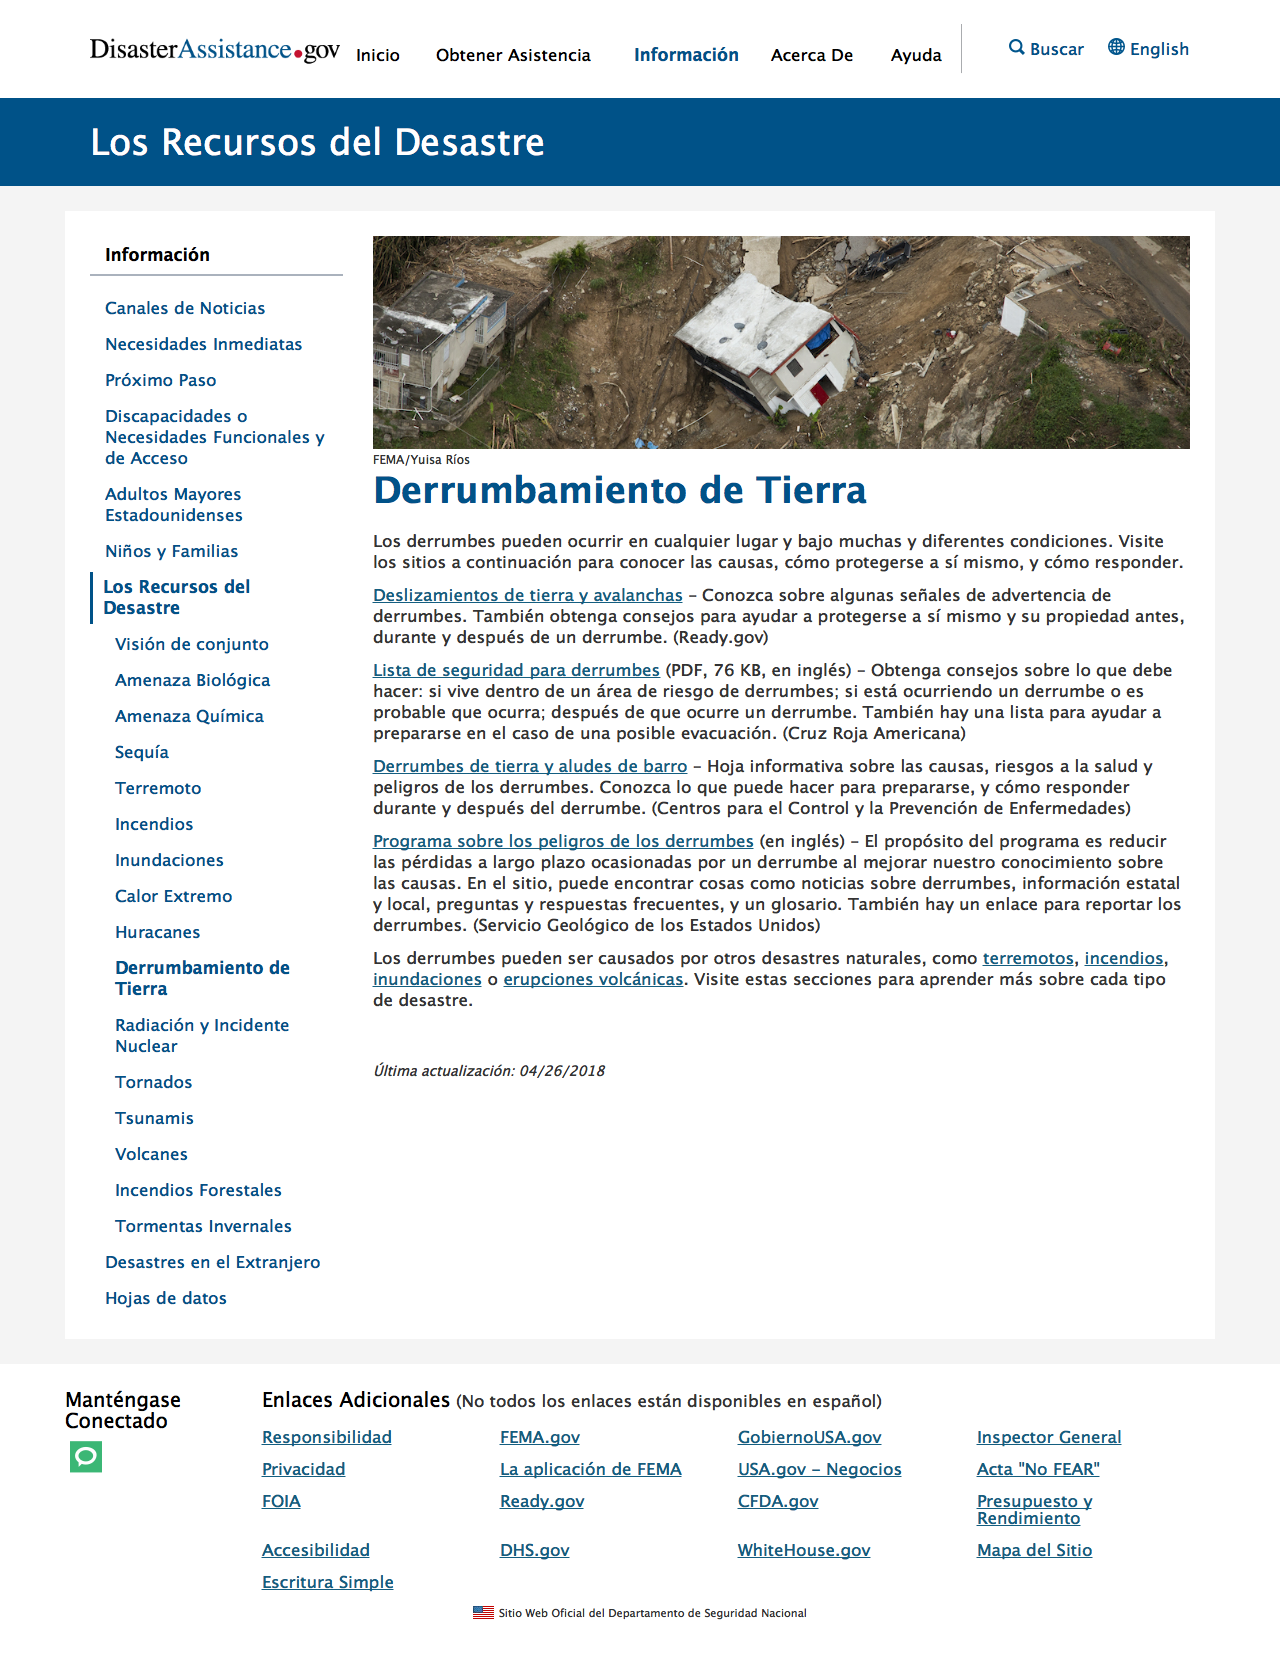 DisasterAssistance.gov
Inicio
Obtener Asistencia
Información
Acerca De
Ayuda
Buscar
English
Los Recursos del Desastre
Información
Canales de Noticias
Necesidades Inmediatas
Próximo Paso
Discapacidades o
Necesidades Funcionales y
de Acceso
Adultos Mayores
Estadounidenses
Niños y Familias
Los Recursos del
Desastre
Visión de conjunto
Amenaza Biológica
Amenaza Química
Sequía
Terremoto
Incendios
Inundaciones
Calor Extremo
Huracanes
Derrumbamiento de
Tierra
Radiación y Incidente
Nuclear
Tornados
Tsunamis
Volcanes
Incendios Forestales
Tormentas Invernales
Desastres en el Extranjero
Hojas de datos
FEMA/Yuisa Ríos
Derrumbamiento de Tierra
Los derrumbes pueden ocurrir en cualquier lugar y bajo muchas y diferentes condiciones. Visite
los sitios a continuación para conocer las causas, cómo protegerse a sí mismo, y cómo responder.
Deslizamientos de tierra y avalanchas – Conozca sobre algunas señales de advertencia de
derrumbes. También obtenga consejos para ayudar a protegerse a sí mismo y su propiedad antes,
durante y después de un derrumbe. (Ready.gov)
Lista de seguridad para derrumbes (PDF, 76 KB, en inglés) – Obtenga consejos sobre lo que debe
hacer: si vive dentro de un área de riesgo de derrumbes; si está ocurriendo un derrumbe o es
probable que ocurra; después de que ocurre un derrumbe. También hay una lista para ayudar a
prepararse en el caso de una posible evacuación. (Cruz Roja Americana)
Derrumbes de tierra y aludes de barro – Hoja informativa sobre las causas, riesgos a la salud y
peligros de los derrumbes. Conozca lo que puede hacer para prepararse, y cómo responder
durante y después del derrumbe. (Centros para el Control y la Prevención de Enfermedades)
Programa sobre los peligros de los derrumbes (en inglés) – El propósito del programa es reducir
las pérdidas a largo plazo ocasionadas por un derrumbe al mejorar nuestro conocimiento sobre
las causas. En el sitio, puede encontrar cosas como noticias sobre derrumbes, información estatal
y local, preguntas y respuestas frecuentes, y un glosario. También hay un enlace para reportar los
derrumbes. (Servicio Geológico de los Estados Unidos)
Los derrumbes pueden ser causados por otros desastres naturales, como terremotos, incendios,
inundaciones o erupciones volcánicas. Visite estas secciones para aprender más sobre cada tipo
de desastre.
Última actualización: 04/26/2018
Manténgase
Conectado
Enlaces Adicionales (No todos los enlaces están disponibles en español)
Responsibilidad
FEMA.gov
GobiernoUSA.gov
Inspector General
Privacidad
La aplicación de FEMA
USA.gov – Negocios
Acta "No FEAR"
FOIA
Ready.gov
CFDA.gov
Presupuesto y
Rendimiento
Accesibilidad
DHS.gov
WhiteHouse.gov
Mapa del Sitio
Escritura Simple
Sitio Web Oficial del Departamento de Seguridad Nacional